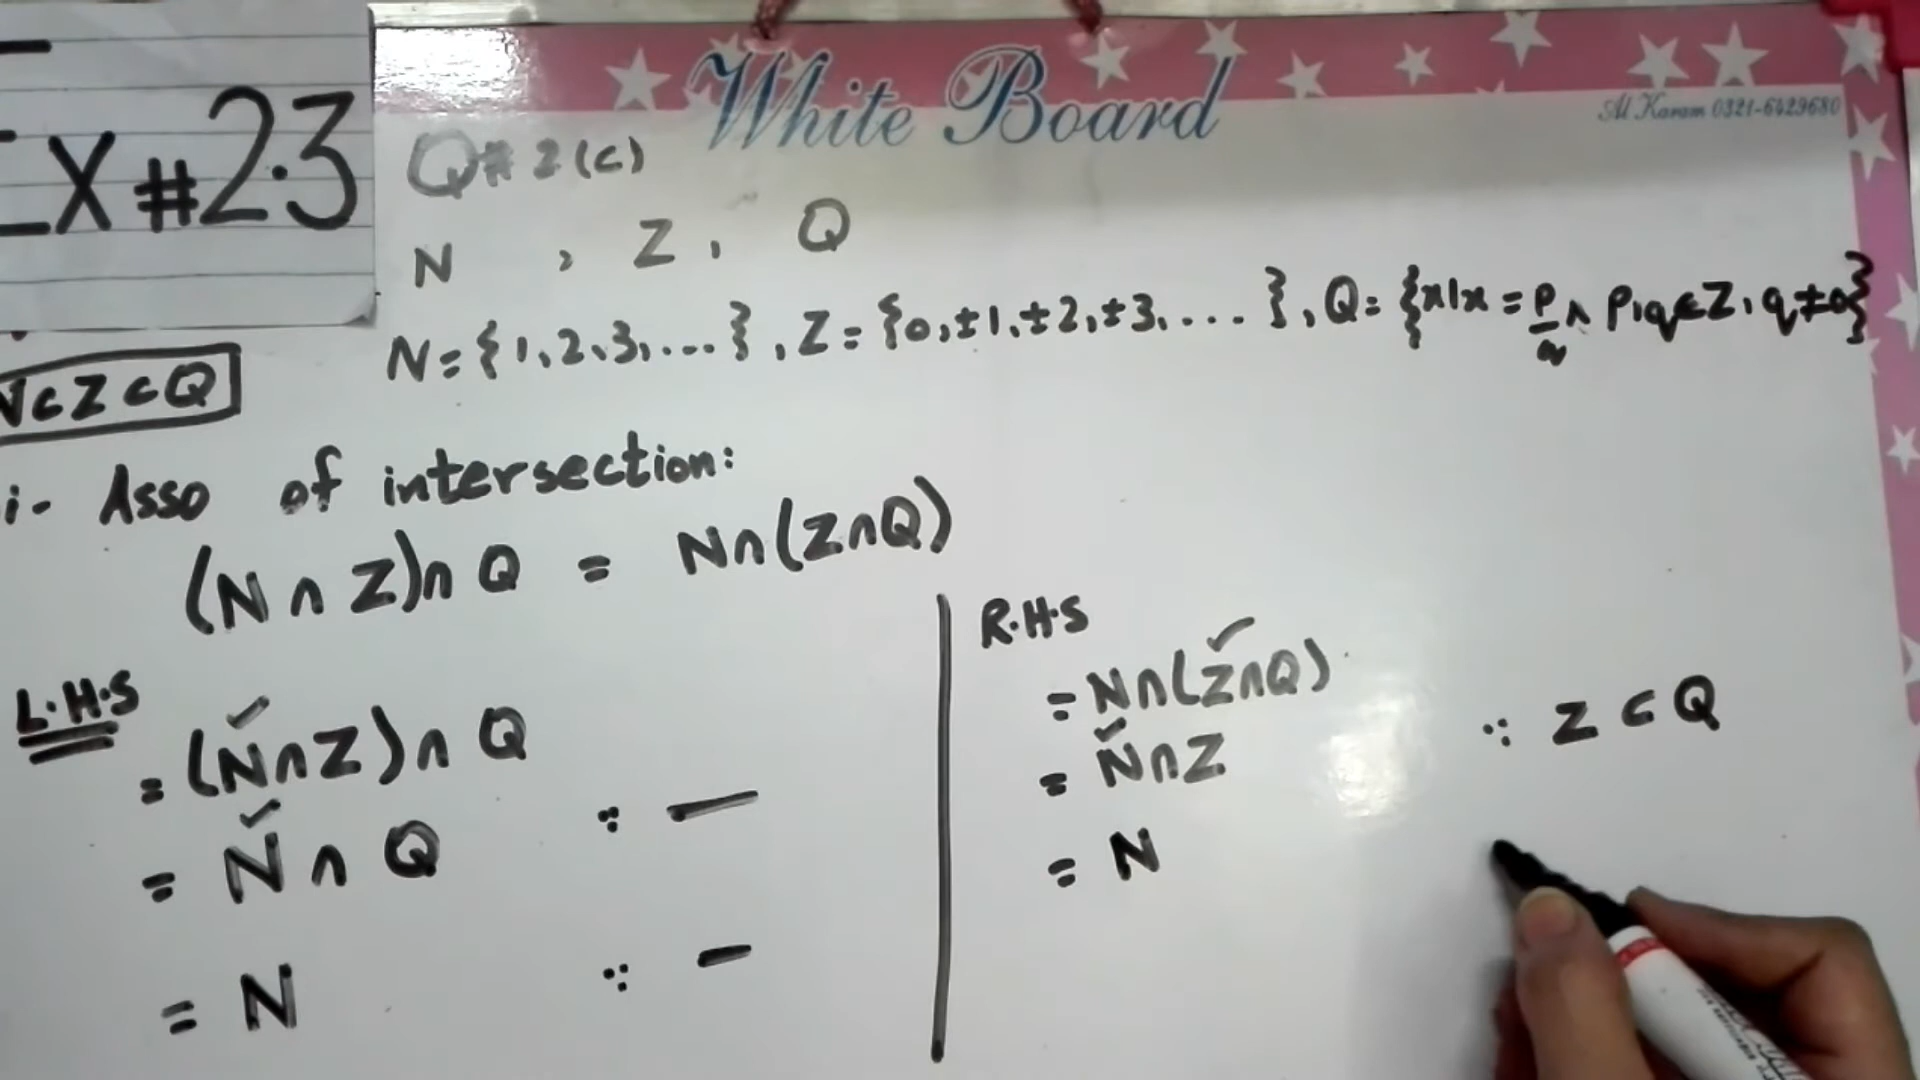 White Board
Al Karam 0321-6429680
Ex #2.3
Q# 2(c)
N , Z , Q
N = {1, 2, 3, ...}, Z = {0, ±1, ±2, ±3, ....}, Q = {x|x = p/q ∧ p,q ∈ Z, q ≠ 0}
N ⊂ Z ⊂ Q
i- Asso of intersection:
(N ∩ Z) ∩ Q = N ∩ (Z ∩ Q)
L.H.S
= (N ∩ Z) ∩ Q
= N ∩ Q ∵ —
= N ∵ —
R.H.S
= N ∩ (Z ∩ Q)
= N ∩ Z ∵ Z ⊂ Q
= N